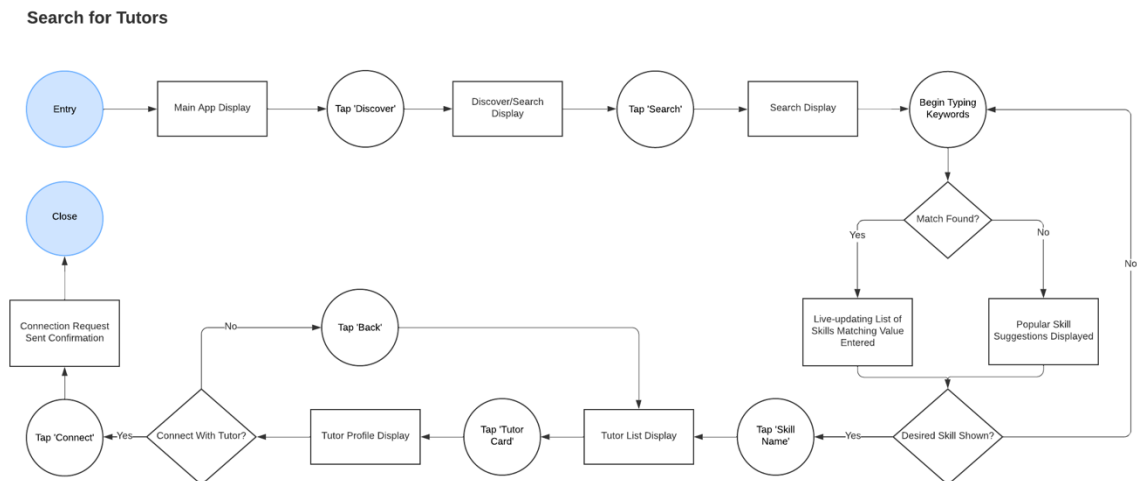 Search for Tutors
Entry
Main App Display
Tap 'Discover'
Discover/Search
Display
Tap 'Search'
Search Display
Begin Typing
Keywords
Close
Match Found?
Yes
No
No
Connection Request
Sent Confirmation
No
Tap 'Back'
Live-updating List of
Skills Matching Value
Entered
Popular Skill
Suggestions Displayed
Tap 'Connect'
Yes
Connect With Tutor?
Tutor Profile Display
Tap 'Tutor
Card'
Tutor List Display
Tap 'Skill
Name'
Yes
Desired Skill Shown?